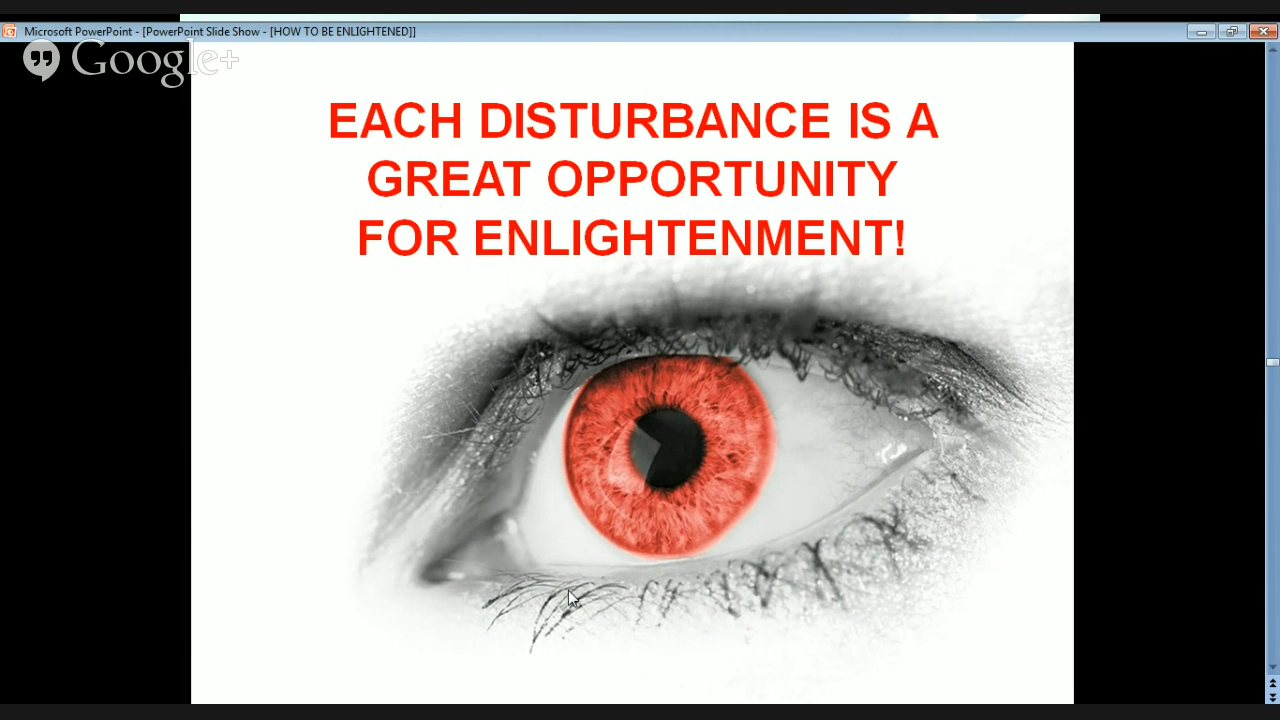 Microsoft PowerPoint - [PowerPoint Slide Show - [HOW TO BE ENLIGHTENED]]
Google+
EACH DISTURBANCE IS A
GREAT OPPORTUNITY
FOR ENLIGHTENMENT!